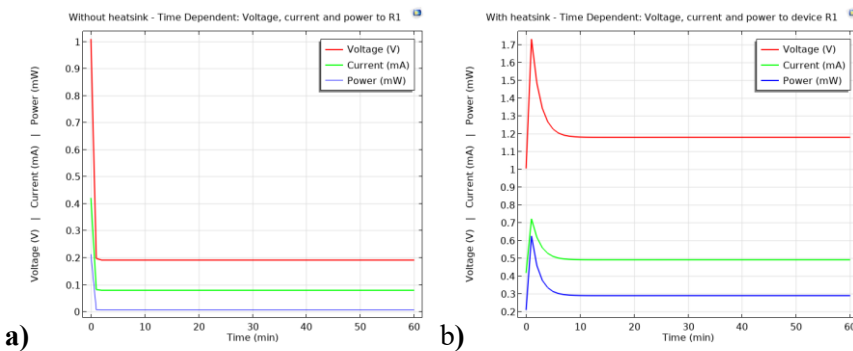 Without heatsink - Time Dependent: Voltage, current and power to R1
Voltage (V) | Current (mA) | Power (mW)
1
0.9
0.8
0.7
0.6
0.5
0.4
0.3
0.2
0.1
0
Voltage (V)
Current (mA)
Power (mW)
0 10 20 30 40 50 60
Time (min)
a)
With heatsink - Time Dependent: Voltage, current and power to device R1
Voltage (V) | Current (mA) | Power (mW)
1.7
1.6
1.5
1.4
1.3
1.2
1.1
1
0.9
0.8
0.7
0.6
0.5
0.4
0.3
0.2
Voltage (V)
Current (mA)
Power (mW)
0 10 20 30 40 50 60
Time (min)
b)